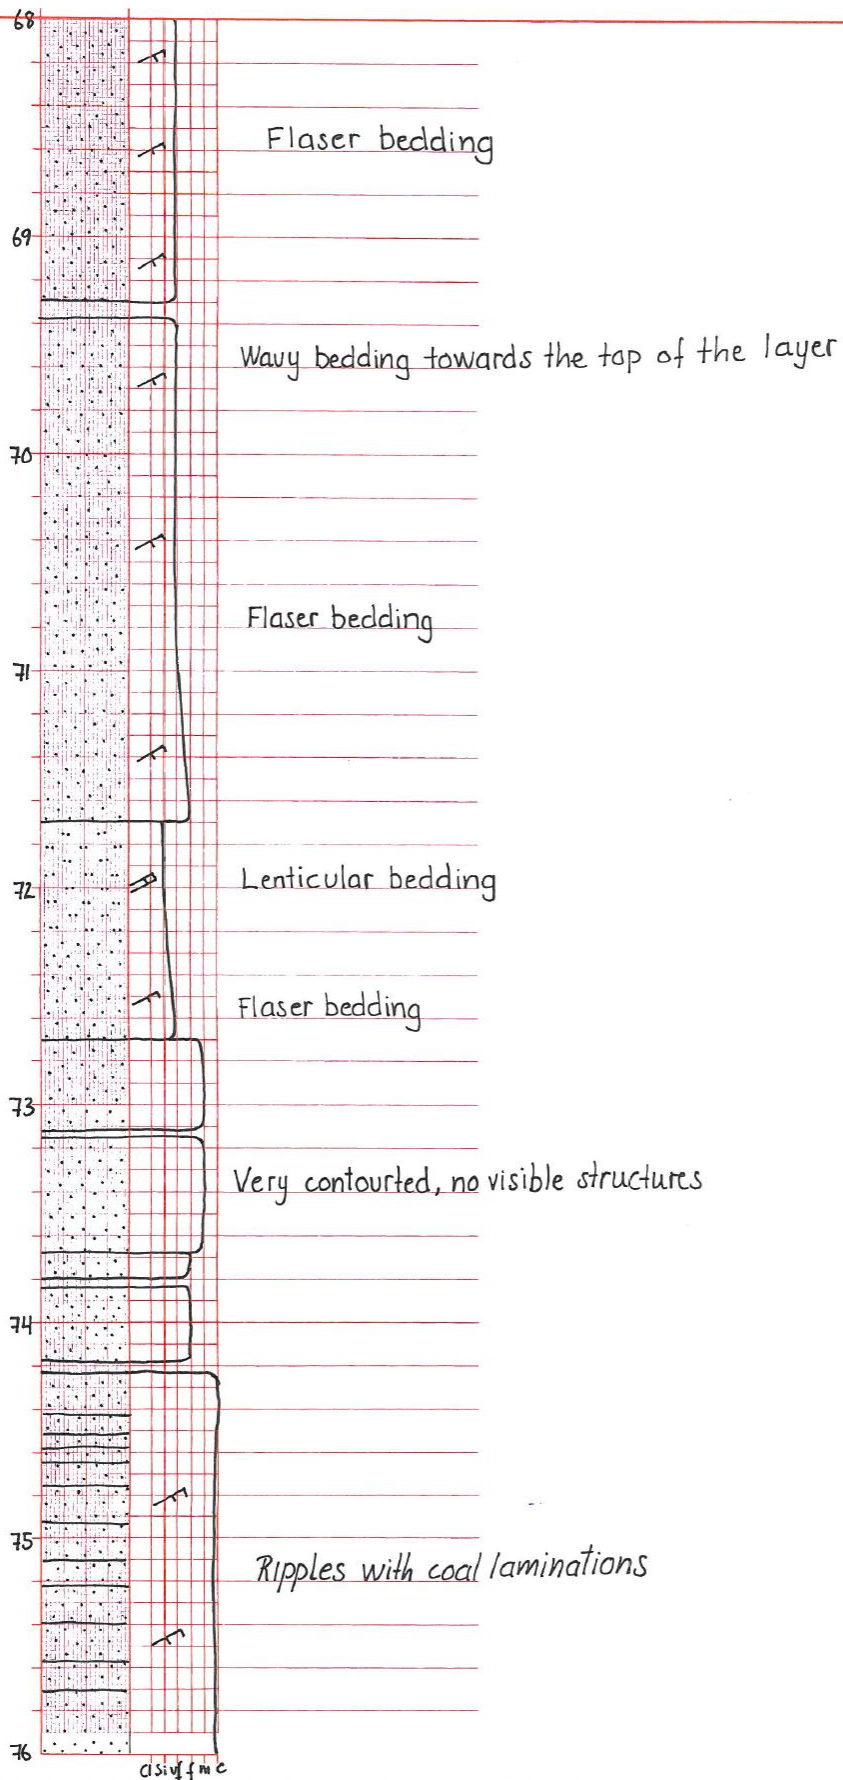 68
Flaser bedding
69
Wavy bedding towards the top of the layer
70
Flaser bedding
71
Lenticular bedding
72
Flaser bedding
73
Very contourted, no visible structures
74
75
Ripples with coal laminations
76
cl si vf f m c